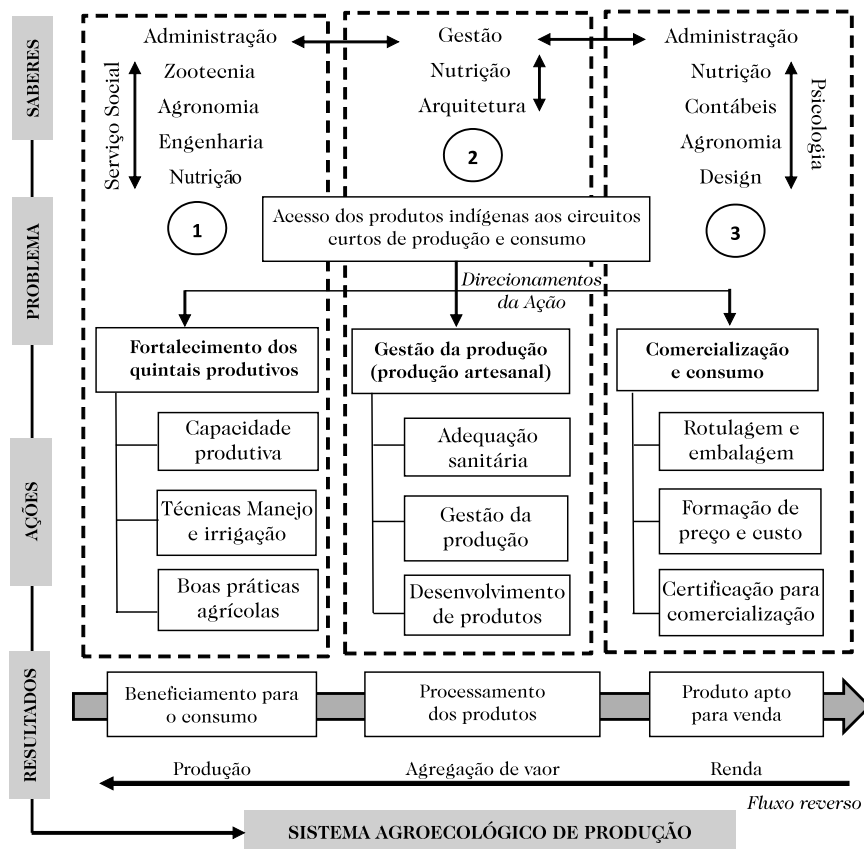 SABERES
Serviço Social
Administração
Zootecnia
Agronomia
Engenharia
Nutrição
1
Gestão
Nutrição
Arquitetura
2
Administração
Nutrição
Contábeis
Agronomia
Design
Psicologia
3
PROBLEMA
Acesso dos produtos indígenas aos circuitos
curtos de produção e consumo
Direcionamentos
da Ação
Fortalecimento dos
quintais produtivos
Gestão da produção
(produção artesanal)
Comercialização
e consumo
AÇÕES
Capacidade
produtiva
Técnicas Manejo
e irrigação
Boas práticas
agrícolas
Adequação
sanitária
Gestão da
produção
Desenvolvimento
de produtos
Rotulagem e
embalagem
Formação de
preço e custo
Certificação para
comercialização
RESULTADOS
Beneficiamento para
o consumo
Processamento
dos produtos
Produto apto
para venda
Produção
Agregação de vaor
Renda
Fluxo reverso
SISTEMA AGROECOLÓGICO DE PRODUÇÃO